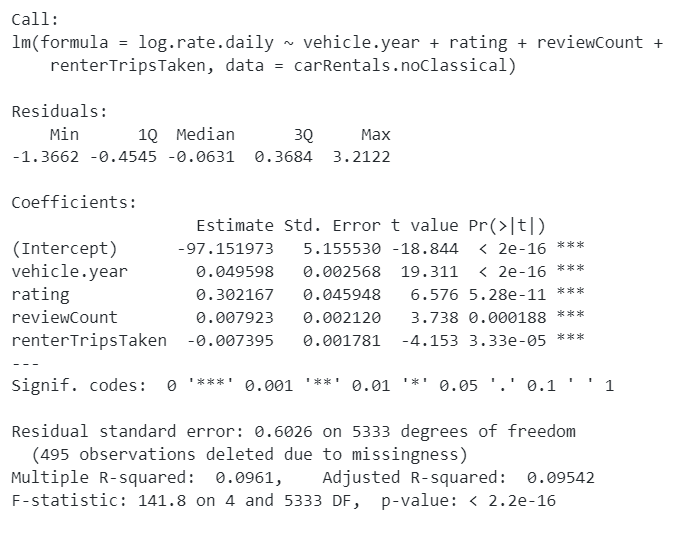 Call:
lm(formula = log.rate.daily ~ vehicle.year + rating + reviewCount +
    renterTripsTaken, data = carRentals.noClassical)

Residuals:
    Min      1Q  Median      3Q     Max
-1.3662 -0.4545 -0.0631  0.3684  3.2122

Coefficients:
                   Estimate Std. Error t value Pr(>|t|)
(Intercept)      -97.151973   5.155530 -18.844  < 2e-16 ***
vehicle.year       0.049598   0.002568  19.311  < 2e-16 ***
rating             0.302167   0.045948   6.576 5.28e-11 ***
reviewCount        0.007923   0.002120   3.738 0.000188 ***
renterTripsTaken  -0.007395   0.001781  -4.153 3.33e-05 ***
---
Signif. codes:  0 '***' 0.001 '**' 0.01 '*' 0.05 '.' 0.1 ' ' 1

Residual standard error: 0.6026 on 5333 degrees of freedom
  (495 observations deleted due to missingness)
Multiple R-squared:  0.0961,    Adjusted R-squared:  0.09542
F-statistic: 141.8 on 4 and 5333 DF,  p-value: < 2.2e-16